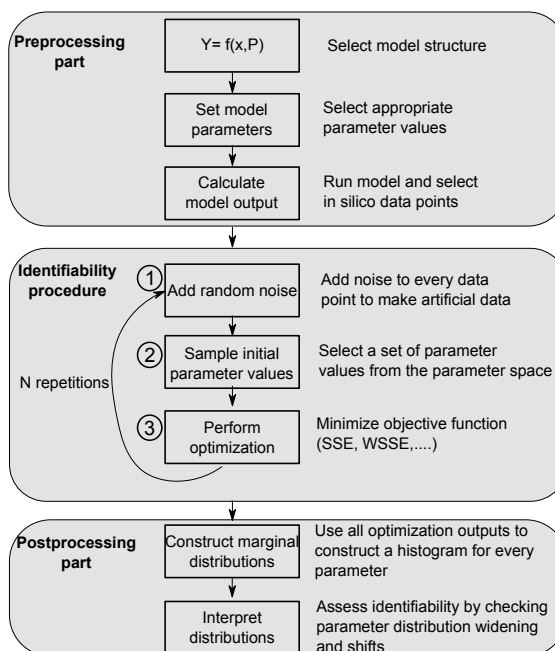 Preprocessing
part
Y= f(x,P)
Select model structure
Set model
parameters
Select appropriate
parameter values
Calculate
model output
Run model and select
in silico data points
Identifiability
procedure
1
Add random noise
Add noise to every data
point to make artificial data
N repetitions
2
Sample initial
parameter values
Select a set of parameter
values from the parameter space
3
Perform
optimization
Minimize objective function
(SSE, WSSE,....)
Postprocessing
part
Construct marginal
distributions
Use all optimization outputs to
construct a histogram for every
parameter
Interpret
distributions
Assess identifiability by checking
parameter distribution widening
and shifts